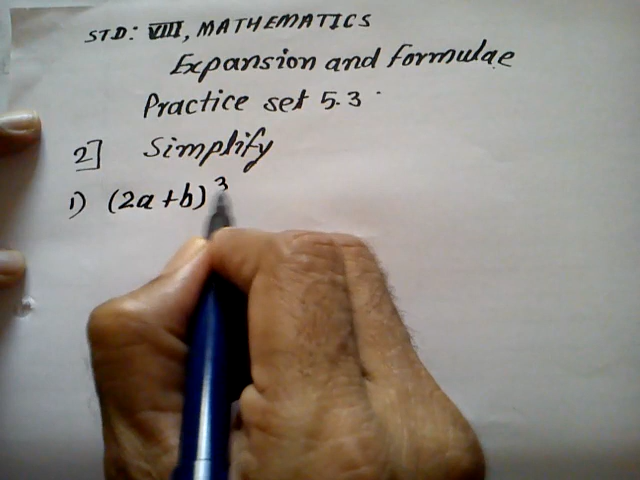 STD: VIII, MATHEMATICS
Expansion and formulae
Practice set 5.3
2] Simplify
1) (2a+b)³